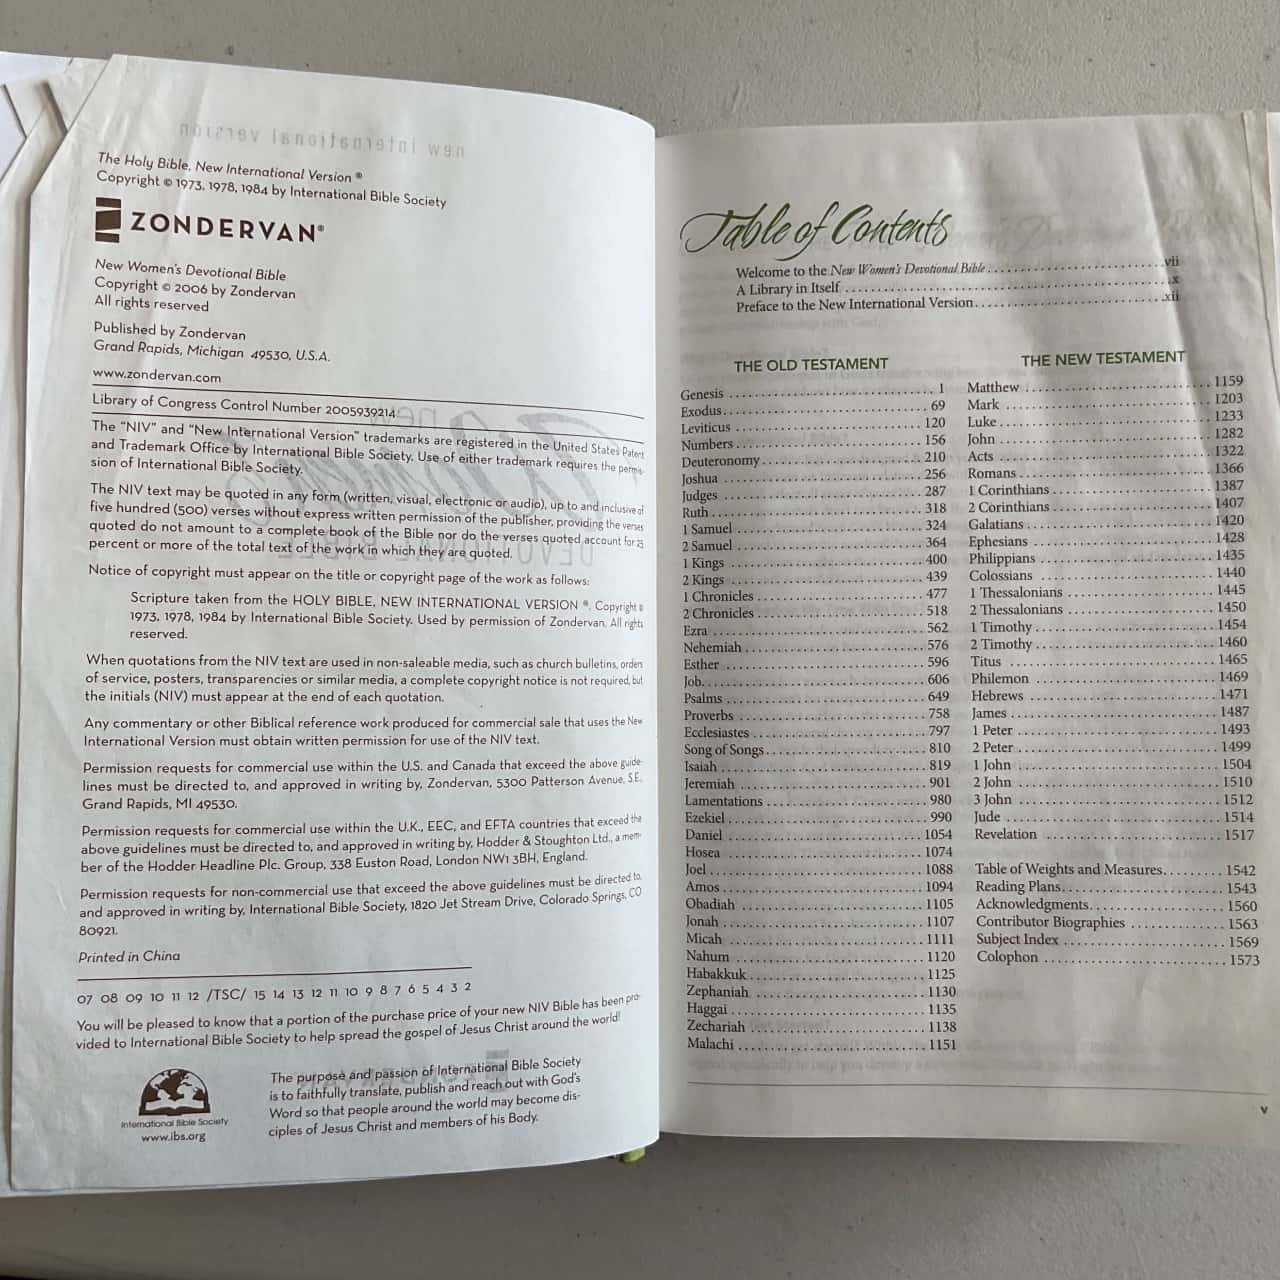 The Holy Bible, New International Version ®
Copyright © 1973, 1978, 1984 by International Bible Society
ZONDERVAN®
New Women's Devotional Bible
Copyright © 2006 by Zondervan
All rights reserved
Published by Zondervan
Grand Rapids, Michigan 49530, U.S.A.
www.zondervan.com
Library of Congress Control Number 2005939214
The “NIV” and “New International Version” trademarks are registered in the United States Patent
and Trademark Office by International Bible Society. Use of either trademark requires the permis-
sion of International Bible Society.
The NIV text may be quoted in any form (written, visual, electronic or audio), up to and inclusive of
five hundred (500) verses without express written permission of the publisher, providing the verses
quoted do not amount to a complete book of the Bible nor do the verses quoted account for 25
percent or more of the total text of the work in which they are quoted.
Notice of copyright must appear on the title or copyright page of the work as follows:
Scripture taken from the HOLY BIBLE, NEW INTERNATIONAL VERSION ®. Copyright ©
1973, 1978, 1984 by International Bible Society. Used by permission of Zondervan. All rights
reserved.
When quotations from the NIV text are used in non-saleable media, such as church bulletins, orders
of service, posters, transparencies or similar media, a complete copyright notice is not required, but
the initials (NIV) must appear at the end of each quotation.
Any commentary or other Biblical reference work produced for commercial sale that uses the New
International Version must obtain written permission for use of the NIV text.
Permission requests for commercial use within the U.S. and Canada that exceed the above guide-
lines must be directed to, and approved in writing by, Zondervan, 5300 Patterson Avenue, S.E.
Grand Rapids, MI 49530.
Permission requests for commercial use within the U.K., EEC, and EFTA countries that exceed the
above guidelines must be directed to, and approved in writing by, Hodder & Stoughton Ltd., a mem-
ber of the Hodder Headline Plc. Group, 338 Euston Road, London NW1 3BH, England.
Permission requests for non-commercial use that exceed the above guidelines must be directed to,
and approved in writing by, International Bible Society, 1820 Jet Stream Drive, Colorado Springs, CO
80921.
Printed in China
07 08 09 10 11 12 /TSC/ 15 14 13 12 11 10 9 8 7 6 5 4 3 2
You will be pleased to know that a portion of the purchase price of your new NIV Bible has been pro-
vided to International Bible Society to help spread the gospel of Jesus Christ around the world!
International Bible Society
www.ibs.org
The purpose and passion of International Bible Society
is to faithfully translate, publish and reach out with God's
Word so that people around the world may become dis-
ciples of Jesus Christ and members of his Body.
Table of Contents
Welcome to the New Women's Devotional Bible vii
A Library in Itself x
Preface to the New International Version xii
THE OLD TESTAMENT
Genesis 1
Exodus 69
Leviticus 120
Numbers 156
Deuteronomy 210
Joshua 256
Judges 287
Ruth 318
1 Samuel 324
2 Samuel 364
1 Kings 400
2 Kings 439
1 Chronicles 477
2 Chronicles 518
Ezra 562
Nehemiah 576
Esther 596
Job 606
Psalms 649
Proverbs 758
Ecclesiastes 797
Song of Songs 810
Isaiah 819
Jeremiah 901
Lamentations 980
Ezekiel 990
Daniel 1054
Hosea 1074
Joel 1088
Amos 1094
Obadiah 1105
Jonah 1107
Micah 1111
Nahum 1120
Habakkuk 1125
Zephaniah 1130
Haggai 1135
Zechariah 1138
Malachi 1151
THE NEW TESTAMENT
Matthew 1159
Mark 1203
Luke 1233
John 1282
Acts 1322
Romans 1366
1 Corinthians 1387
2 Corinthians 1407
Galatians 1420
Ephesians 1428
Philippians 1435
Colossians 1440
1 Thessalonians 1445
2 Thessalonians 1450
1 Timothy 1454
2 Timothy 1460
Titus 1465
Philemon 1469
Hebrews 1471
James 1487
1 Peter 1493
2 Peter 1499
1 John 1504
2 John 1510
3 John 1512
Jude 1514
Revelation 1517
Table of Weights and Measures 1542
Reading Plans 1543
Acknowledgments 1560
Contributor Biographies 1563
Subject Index 1569
Colophon 1573
v